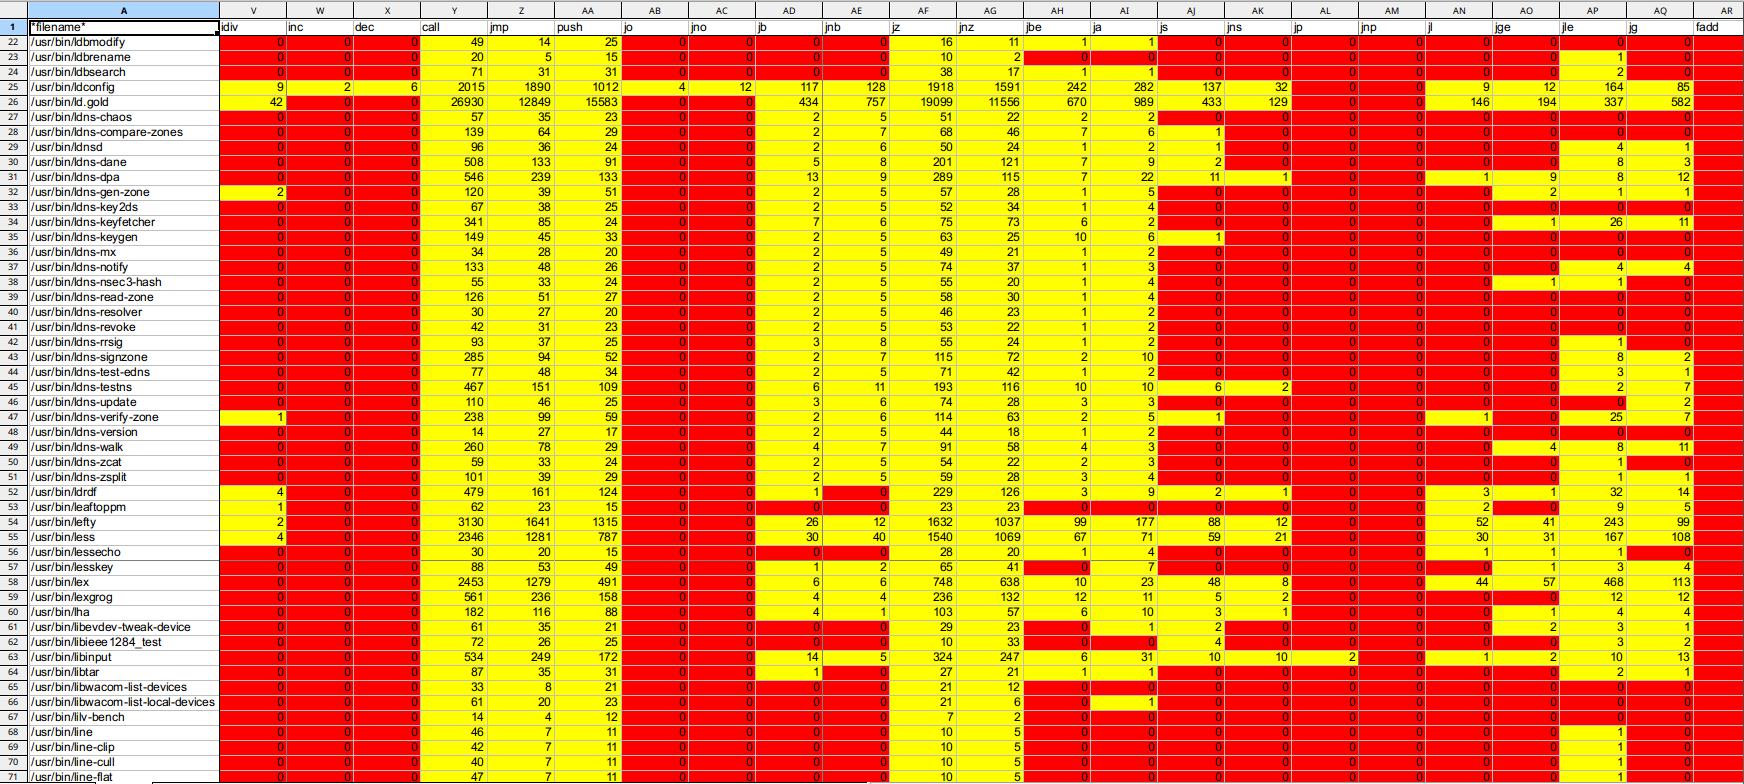 A V W X Y Z AA AB AC AD AE AF AG AH AI AJ AK AL AM AN AO AP AQ AR
1 *filename* idiv inc dec call jmp push jo jno jb jnb jz jnz jbe ja js jns jp jnp jl jge jle jg fadd
22 /usr/bin/ldbmodify 0 0 0 49 14 25 0 0 0 0 16 11 1 1 0 0 0 0 0 0 0 0
23 /usr/bin/ldbrename 0 0 0 20 5 15 0 0 0 0 10 2 0 0 0 0 0 0 0 0 1 0
24 /usr/bin/ldbsearch 0 0 0 71 31 31 0 0 0 0 38 17 1 1 0 0 0 0 0 0 2 0
25 /usr/bin/ldconfig 9 2 6 2015 1890 1012 4 12 117 128 1918 1591 242 282 137 32 0 0 9 12 164 85
26 /usr/bin/ld.gold 42 0 0 26930 12849 15583 0 0 434 757 19099 11556 670 989 433 129 0 0 146 194 337 582
27 /usr/bin/ldns-chaos 0 0 0 57 35 23 0 0 2 5 51 22 2 2 0 0 0 0 0 0 0 0
28 /usr/bin/ldns-compare-zones 0 0 0 139 64 29 0 0 2 7 68 46 7 6 1 0 0 0 0 0 0 0
29 /usr/bin/ldnsd 0 0 0 96 36 24 0 0 2 6 50 24 1 2 1 0 0 0 0 0 4 1
30 /usr/bin/ldns-dane 0 0 0 508 133 91 0 0 5 8 201 121 7 9 2 0 0 0 0 0 8 3
31 /usr/bin/ldns-dpa 0 0 0 546 239 133 0 0 13 9 289 115 7 22 11 1 0 0 1 9 8 12
32 /usr/bin/ldns-gen-zone 2 0 0 120 39 51 0 0 2 5 57 28 1 5 0 0 0 0 0 2 1 1
33 /usr/bin/ldns-key2ds 0 0 0 67 38 25 0 0 2 5 52 34 1 4 0 0 0 0 0 0 0 0
34 /usr/bin/ldns-keyfetcher 0 0 0 341 85 24 0 0 7 6 75 73 6 2 0 0 0 0 0 1 26 11
35 /usr/bin/ldns-keygen 0 0 0 149 45 33 0 0 2 5 63 25 10 6 1 0 0 0 0 0 0 0
36 /usr/bin/ldns-mx 0 0 0 34 28 20 0 0 2 5 49 21 1 2 0 0 0 0 0 0 0 0
37 /usr/bin/ldns-notify 0 0 0 133 48 26 0 0 2 5 74 37 1 3 0 0 0 0 0 0 4 4
38 /usr/bin/ldns-nsec3-hash 0 0 0 55 33 24 0 0 2 5 55 20 1 4 0 0 0 0 0 1 1 0
39 /usr/bin/ldns-read-zone 0 0 0 126 51 27 0 0 2 5 58 30 1 4 0 0 0 0 0 0 0 0
40 /usr/bin/ldns-resolver 0 0 0 30 27 20 0 0 2 5 46 23 1 2 0 0 0 0 0 0 0 0
41 /usr/bin/ldns-revoke 0 0 0 42 31 23 0 0 2 5 53 22 1 2 0 0 0 0 0 0 0 0
42 /usr/bin/ldns-rrsig 0 0 0 93 37 25 0 0 3 8 55 24 1 2 0 0 0 0 0 0 1 0
43 /usr/bin/ldns-signzone 0 0 0 285 94 52 0 0 2 7 115 72 2 10 0 0 0 0 0 0 8 2
44 /usr/bin/ldns-test-edns 0 0 0 77 48 34 0 0 2 5 71 42 1 2 0 0 0 0 0 0 3 1
45 /usr/bin/ldns-testns 0 0 0 467 151 109 0 0 6 11 193 116 10 10 6 2 0 0 0 0 2 7
46 /usr/bin/ldns-update 0 0 0 110 46 25 0 0 3 6 74 28 3 3 0 0 0 0 0 0 0 2
47 /usr/bin/ldns-verify-zone 1 0 0 238 99 59 0 0 2 6 114 63 2 5 1 0 0 0 1 0 25 7
48 /usr/bin/ldns-version 0 0 0 14 27 17 0 0 2 5 44 18 1 2 0 0 0 0 0 0 0 0
49 /usr/bin/ldns-walk 0 0 0 260 78 29 0 0 4 7 91 58 4 3 0 0 0 0 0 4 8 11
50 /usr/bin/ldns-zcat 0 0 0 59 33 24 0 0 2 5 54 22 2 3 0 0 0 0 0 0 1 0
51 /usr/bin/ldns-zsplit 0 0 0 101 39 29 0 0 2 5 59 28 3 4 0 0 0 0 0 0 1 1
52 /usr/bin/ldrdf 4 0 0 479 161 124 0 0 1 0 229 126 3 9 2 1 0 0 3 1 32 14
53 /usr/bin/leaftoppm 1 0 0 62 23 15 0 0 0 0 23 23 0 0 0 0 0 0 2 0 9 5
54 /usr/bin/lefty 2 0 0 3130 1641 1315 0 0 26 12 1632 1037 99 177 88 12 0 0 52 41 243 99
55 /usr/bin/less 4 0 0 2346 1281 787 0 0 30 40 1540 1069 67 71 59 21 0 0 30 31 167 108
56 /usr/bin/lessecho 0 0 0 30 20 15 0 0 0 0 28 20 1 4 0 0 0 0 1 1 1 0
57 /usr/bin/lesskey 0 0 0 88 53 49 0 0 1 2 65 41 0 7 0 0 0 0 0 1 3 4
58 /usr/bin/lex 0 0 0 2453 1279 491 0 0 6 6 748 638 10 23 48 8 0 0 44 57 468 113
59 /usr/bin/lexgrog 0 0 0 561 236 158 0 0 4 4 236 132 12 11 5 2 0 0 0 0 12 12
60 /usr/bin/lha 0 0 0 182 116 88 0 0 4 1 103 57 6 10 3 1 0 0 0 1 4 4
61 /usr/bin/libevdev-tweak-device 0 0 0 61 35 21 0 0 0 0 29 23 0 1 2 0 0 0 0 2 3 1
62 /usr/bin/libieee1284_test 0 0 0 72 26 25 0 0 0 0 10 33 0 0 4 0 0 0 0 0 3 2
63 /usr/bin/libinput 0 0 0 534 249 172 0 0 14 5 324 247 6 31 10 10 2 0 1 2 10 13
64 /usr/bin/libtar 0 0 0 87 35 31 0 0 1 0 27 21 1 1 0 0 0 0 0 0 2 1
65 /usr/bin/libwacom-list-devices 0 0 0 33 8 21 0 0 0 0 21 12 0 0 0 0 0 0 0 0 0 0
66 /usr/bin/libwacom-list-local-devices 0 0 0 61 20 23 0 0 0 0 21 6 0 1 0 0 0 0 0 0 0 0
67 /usr/bin/lilv-bench 0 0 0 14 4 12 0 0 0 0 7 2 0 0 0 0 0 0 0 0 0 0
68 /usr/bin/line 0 0 0 46 7 11 0 0 0 0 10 5 0 0 0 0 0 0 0 0 1 0
69 /usr/bin/line-clip 0 0 0 42 7 11 0 0 0 0 10 5 0 0 0 0 0 0 0 0 1 0
70 /usr/bin/line-cull 0 0 0 40 7 11 0 0 0 0 10 5 0 0 0 0 0 0 0 0 1 0
71 /usr/bin/line-flat 0 0 0 47 7 11 0 0 0 0 10 5 0 0 0 0 0 0 0 0 1 0